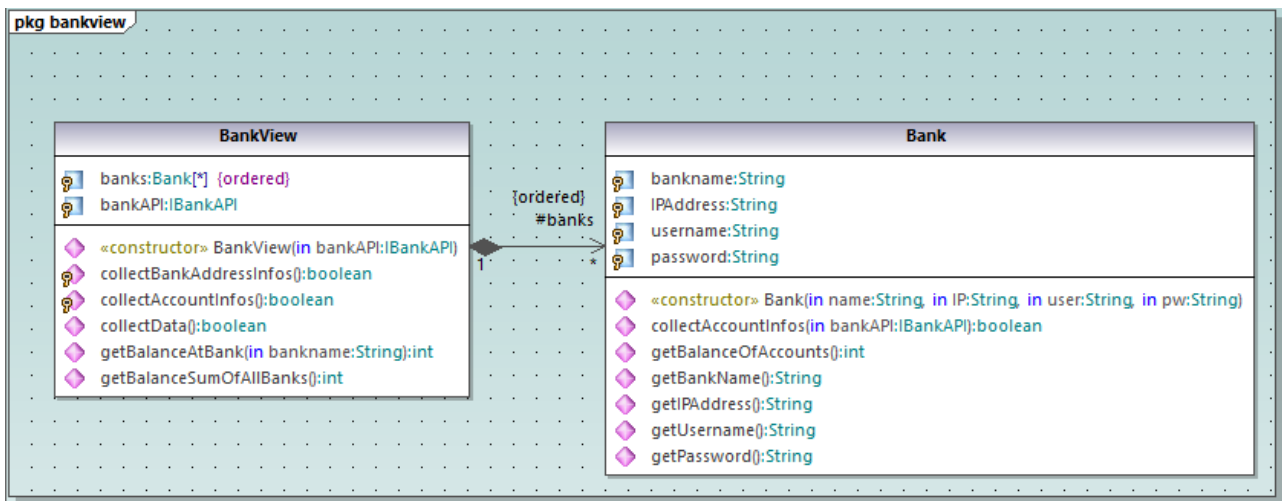 pkg bankview
BankView
banks:Bank[*] {ordered}
bankAPI:IBankAPI
«constructor» BankView(in bankAPI:IBankAPI)
collectBankAddressInfos():boolean
collectAccountInfos():boolean
collectData():boolean
getBalanceAtBank(in bankname:String):int
getBalanceSumOfAllBanks():int
{ordered}
#banks
1
*
Bank
bankname:String
IPAddress:String
username:String
password:String
«constructor» Bank(in name:String, in IP:String, in user:String, in pw:String)
collectAccountInfos(in bankAPI:IBankAPI):boolean
getBalanceOfAccounts():int
getBankName():String
getIPAddress():String
getUsername():String
getPassword():String